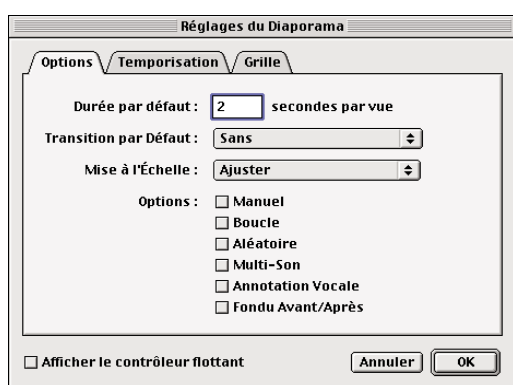 Réglages du Diaporama
Options Temporisation Grille
Durée par défaut : 2 secondes par vue
Transition par Défaut : Sans
Mise à l'Échelle : Ajuster
Options : Manuel
Boucle
Aléatoire
Multi-Son
Annotation Vocale
Fondu Avant/Après
Afficher le contrôleur flottant Annuler OK